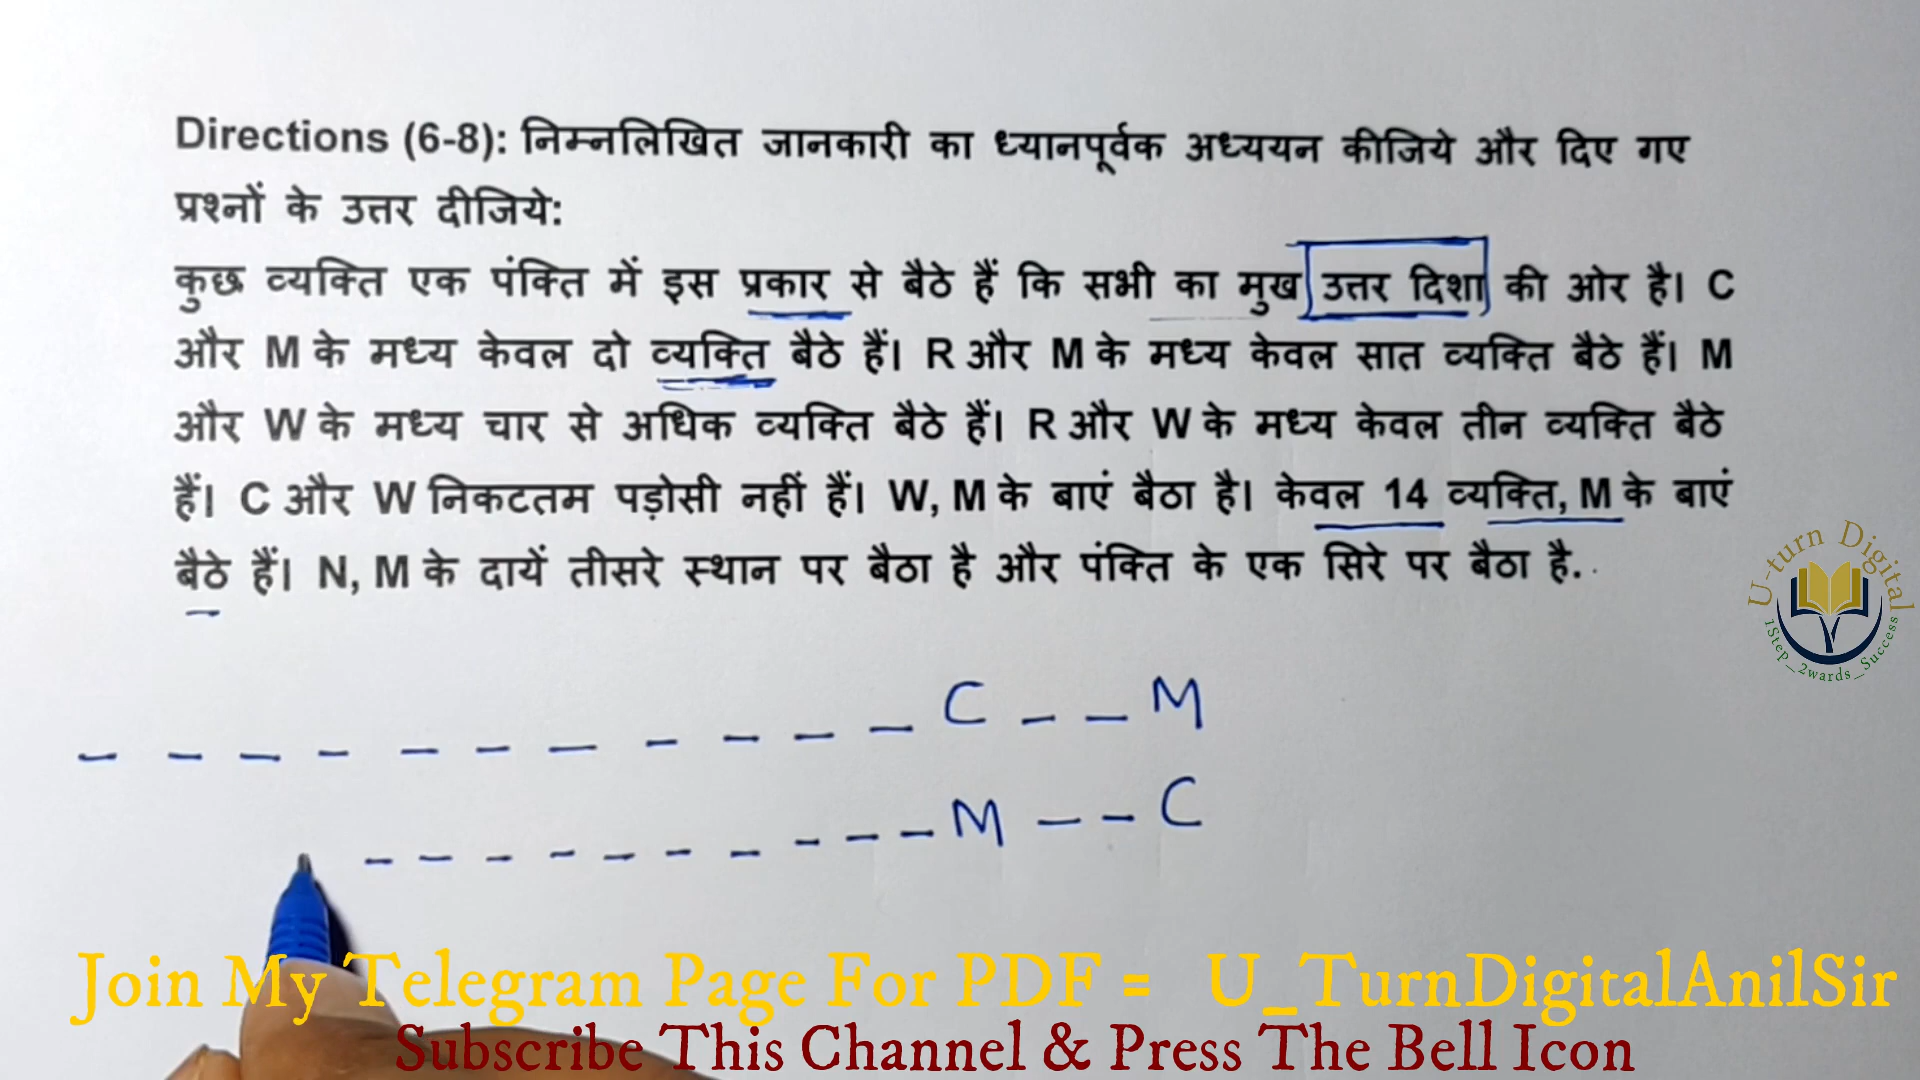 Directions (6-8): निम्नलिखित जानकारी का ध्यानपूर्वक अध्ययन कीजिये और दिए गए
प्रश्नों के उत्तर दीजिये:
कुछ व्यक्ति एक पंक्ति में इस प्रकार से बैठे हैं कि सभी का मुख उत्तर दिशा की ओर है। C
और M के मध्य केवल दो व्यक्ति बैठे हैं। R और M के मध्य केवल सात व्यक्ति बैठे हैं। M
और W के मध्य चार से अधिक व्यक्ति बैठे हैं। R और W के मध्य केवल तीन व्यक्ति बैठे
हैं। C और W निकटतम पड़ोसी नहीं हैं। W, M के बाएं बैठा है। केवल 14 व्यक्ति, M के बाएं
बैठे हैं। N, M के दायें तीसरे स्थान पर बैठा है और पंक्ति के एक सिरे पर बैठा है.
U-turn Digital
1Step_2wards_Success
_ _ _ _ _ _ _ _ _ _ _ C _ _ M
_ _ _ _ _ _ _ _ _ _ M _ _ C
Join My Telegram Page For PDF = U_TurnDigitalAnilSir
Subscribe This Channel & Press The Bell Icon